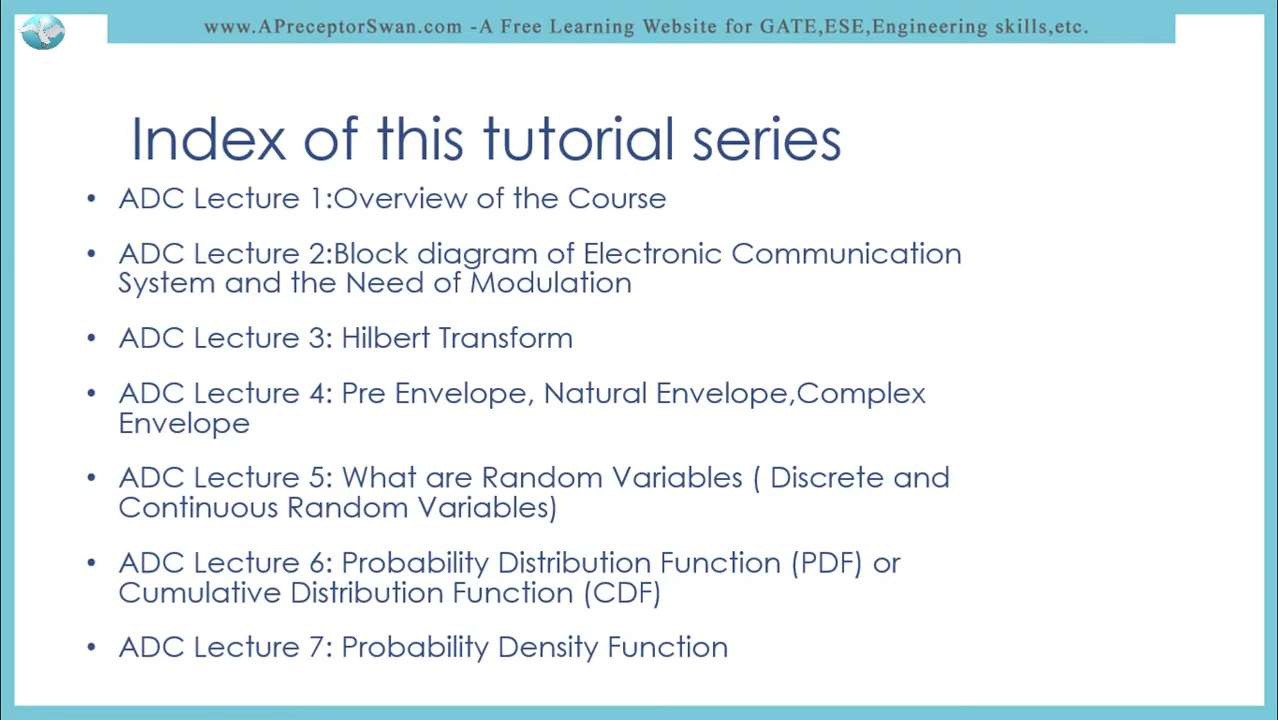 www.APreceptorSwan.com -A Free Learning Website for GATE,ESE,Engineering skills,etc.
Index of this tutorial series
• ADC Lecture 1:Overview of the Course
• ADC Lecture 2:Block diagram of Electronic Communication
System and the Need of Modulation
• ADC Lecture 3: Hilbert Transform
• ADC Lecture 4: Pre Envelope, Natural Envelope,Complex
Envelope
• ADC Lecture 5: What are Random Variables ( Discrete and
Continuous Random Variables)
• ADC Lecture 6: Probability Distribution Function (PDF) or
Cumulative Distribution Function (CDF)
• ADC Lecture 7: Probability Density Function